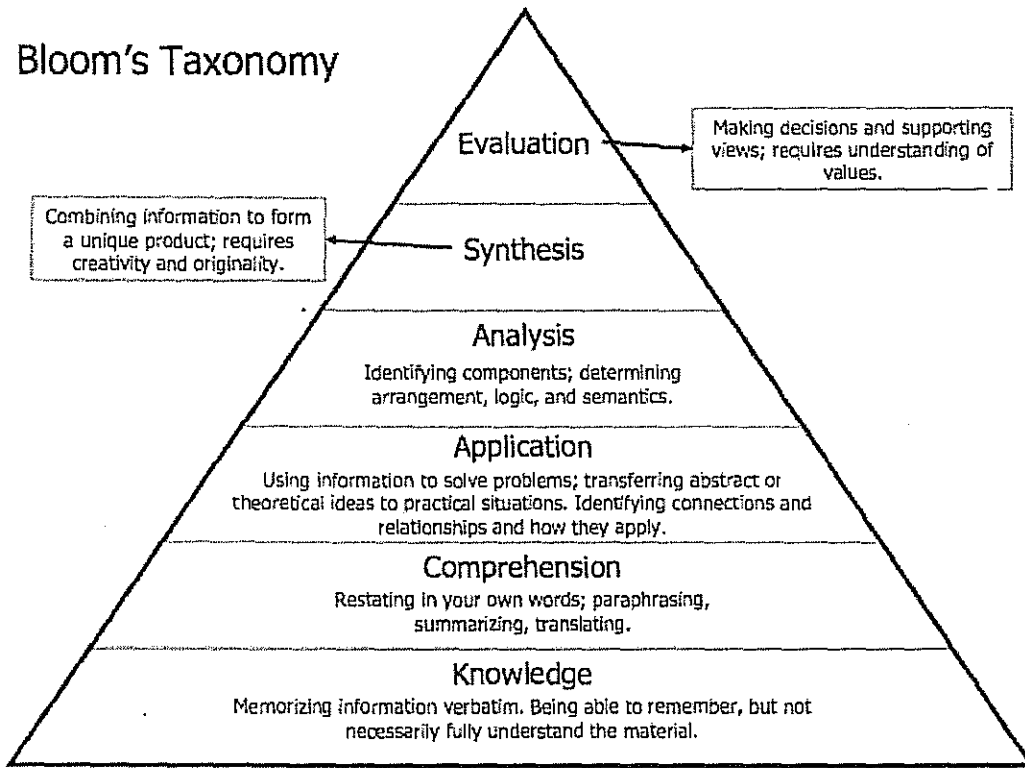 Bloom's Taxonomy
Evaluation
Making decisions and supporting
views; requires understanding of
values.
Combining information to form
a unique product; requires
creativity and originality.
Synthesis
Analysis
Identifying components; determining
arrangement, logic, and semantics.
Application
Using information to solve problems; transferring abstract or
theoretical ideas to practical situations. Identifying connections and
relationships and how they apply.
Comprehension
Restating in your own words; paraphrasing,
summarizing, translating.
Knowledge
Memorizing information verbatim. Being able to remember, but not
necessarily fully understand the material.